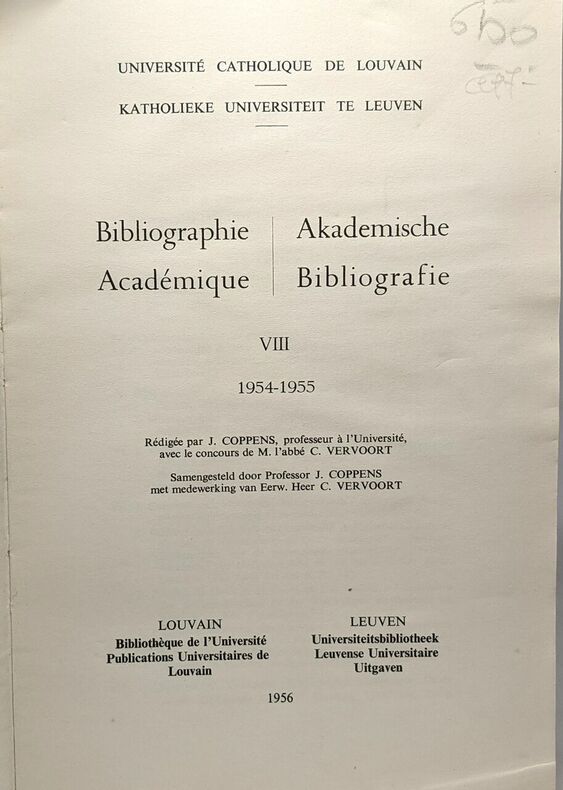 UNIVERSITÉ CATHOLIQUE DE LOUVAIN
KATHOLIEKE UNIVERSITEIT TE LEUVEN
Bibliographie
Académique
Akademische
Bibliografie
VIII
1954-1955
Rédigée par J. COPPENS, professeur à l'Université,
avec le concours de M. l'abbé C. VERVOORT
Samengesteld door Professor J. COPPENS
met medewerking van Eerw. Heer C. VERVOORT
LOUVAIN
Bibliothèque de l'Université
Publications Universitaires de
Louvain
LEUVEN
Universiteitsbibliotheek
Leuvense Universitaire
Uitgaven
1956